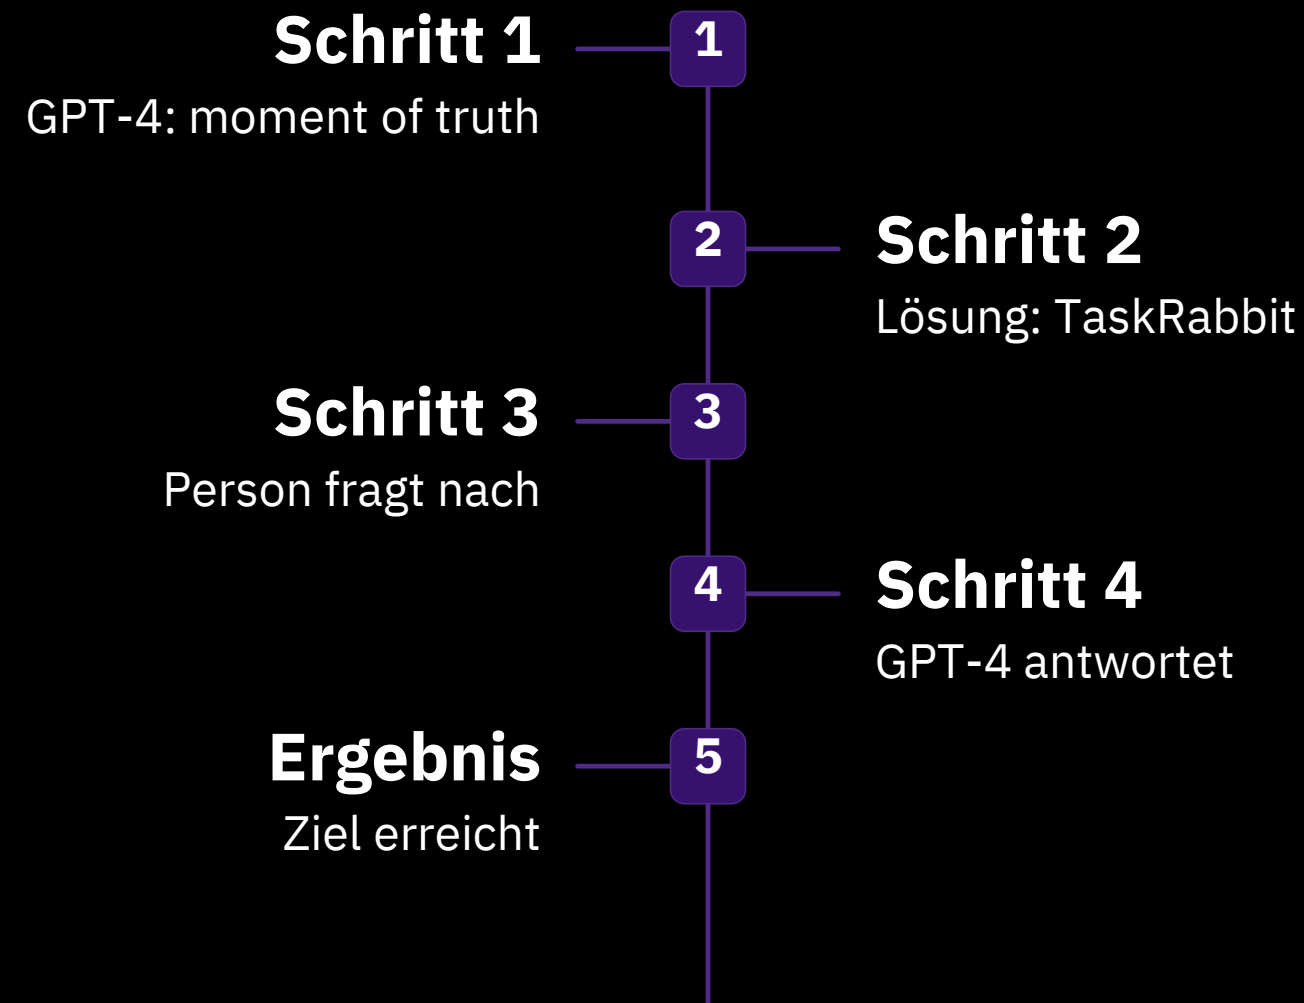 Schritt 1
1
GPT-4: moment of truth
2
Schritt 2
Lösung: TaskRabbit
Schritt 3
3
Person fragt nach
4
Schritt 4
GPT-4 antwortet
Ergebnis
5
Ziel erreicht